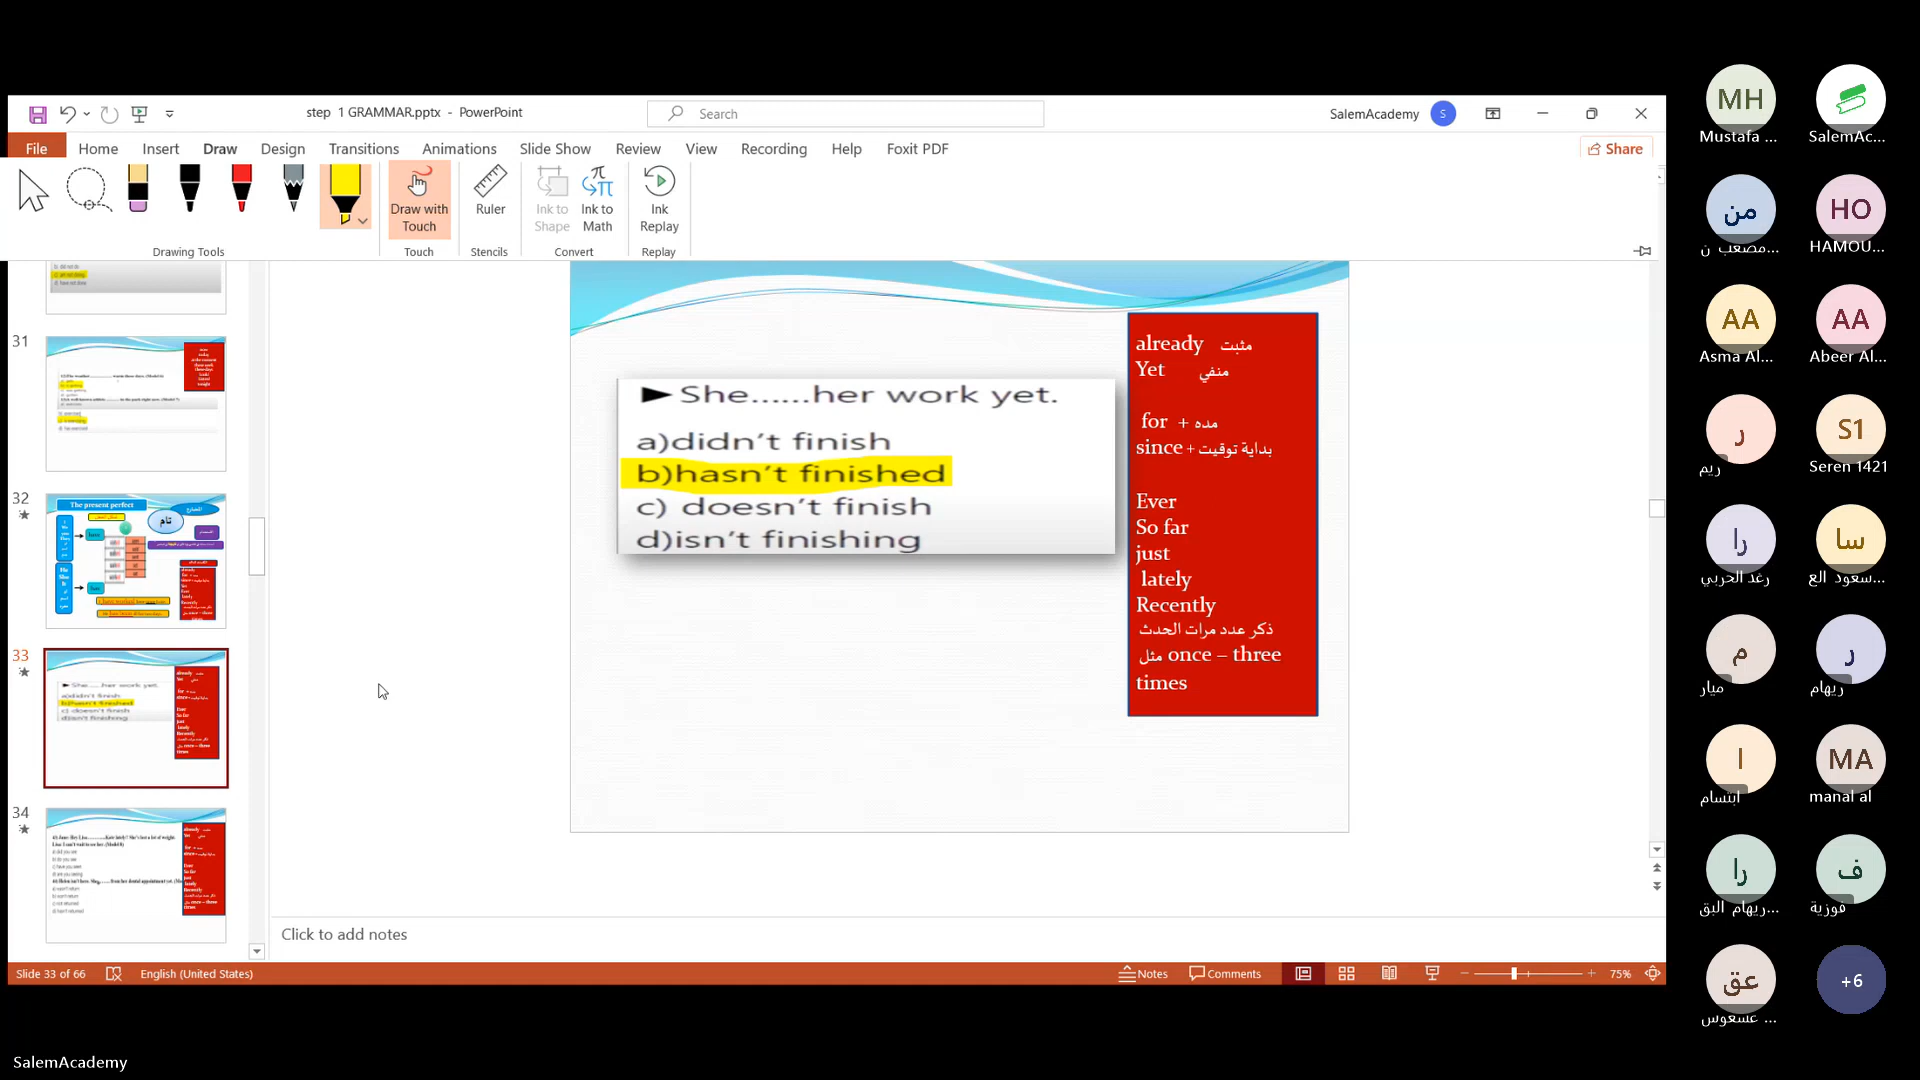 step 1 GRAMMAR.pptx - PowerPoint
Search
SalemAcademy
S
File
Home
Insert
Draw
Design
Transitions
Animations
Slide Show
Review
View
Recording
Help
Foxit PDF
Share
Draw with
Touch
Ruler
Ink to
Shape
Ink to
Math
Ink
Replay
Drawing Tools
Touch
Stencils
Convert
Replay
31
32
The present perfect
تام
33
34
►She......her work yet.
a)didn't finish
b)hasn't finished
c) doesn't finish
d)isn't finishing
already مثبت
Yet منفي
for + مده
since + بداية توقيت
Ever
So far
just
lately
Recently
ذكر عدد مرات الحدث
مثل once – three
times
Click to add notes
Slide 33 of 66
English (United States)
Notes
Comments
75%
MH
Mustafa ...
SalemAc...
من
مصعب ن...
HO
HAMOU...
AA
Asma Al...
AA
Abeer Al...
ر
ريم
S1
Seren 1421
را
رغد الحربي
سا
سعود الع...
م
ميار
ر
ريهام
ا
ابتسام
MA
manal al
را
ريهام البق...
ف
فوزية
عق
عسعوس ...
+6
SalemAcademy